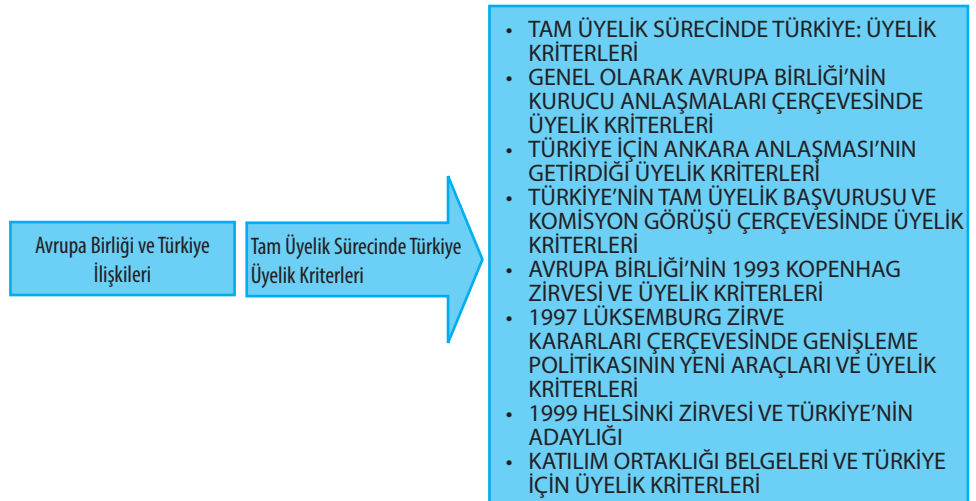 Avrupa Birliği ve Türkiye
İlişkileri
Tam Üyelik Sürecinde Türkiye
Üyelik Kriterleri
• TAM ÜYELİK SÜRECİNDE TÜRKİYE: ÜYELİK
KRİTERLERİ
• GENEL OLARAK AVRUPA BİRLİĞİ’NİN
KURUCU ANLAŞMALARI ÇERÇEVESİNDE
ÜYELİK KRİTERLERİ
• TÜRKİYE İÇİN ANKARA ANLAŞMASI’NIN
GETİRDİĞİ ÜYELİK KRİTERLERİ
• TÜRKİYE’NİN TAM ÜYELİK BAŞVURUSU VE
KOMİSYON GÖRÜŞÜ ÇERÇEVESİNDE ÜYELİK
KRİTERLERİ
• AVRUPA BİRLİĞİ’NİN 1993 KOPENHAG
ZİRVESİ VE ÜYELİK KRİTERLERİ
• 1997 LÜKSEMBURG ZİRVE
KARARLARI ÇERÇEVESİNDE GENİŞLEME
POLİTİKASININ YENİ ARAÇLARI VE ÜYELİK
KRİTERLERİ
• 1999 HELSİNKİ ZİRVESİ VE TÜRKİYE’NİN
ADAYLIĞI
• KATILIM ORTAKLIĞI BELGELERİ VE TÜRKİYE
İÇİN ÜYELİK KRİTERLERİ